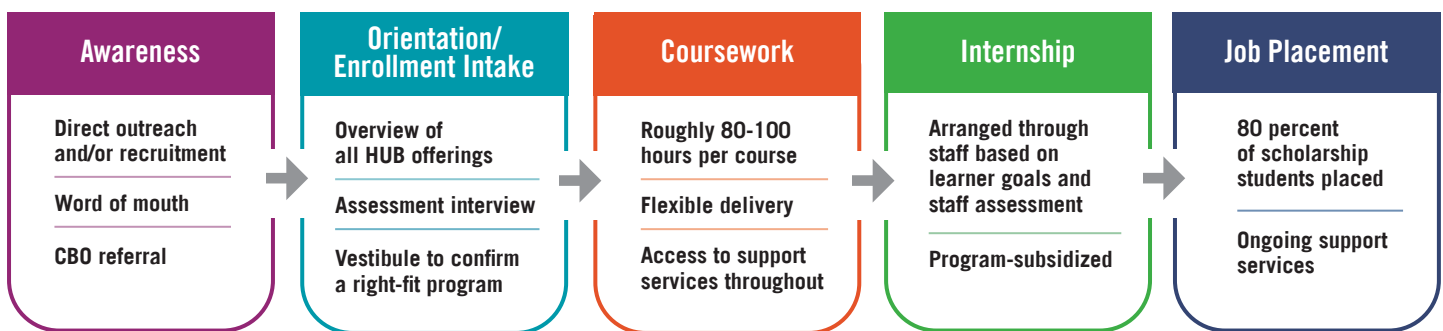 Awareness
Direct outreach
and/or recruitment
Word of mouth
CBO referral
Orientation/
Enrollment Intake
Overview of
all HUB offerings
Assessment interview
Vestibule to confirm
a right-fit program
Coursework
Roughly 80-100
hours per course
Flexible delivery
Access to support
services throughout
Internship
Arranged through
staff based on
learner goals and
staff assessment
Program-subsidized
Job Placement
80 percent
of scholarship
students placed
Ongoing support
services